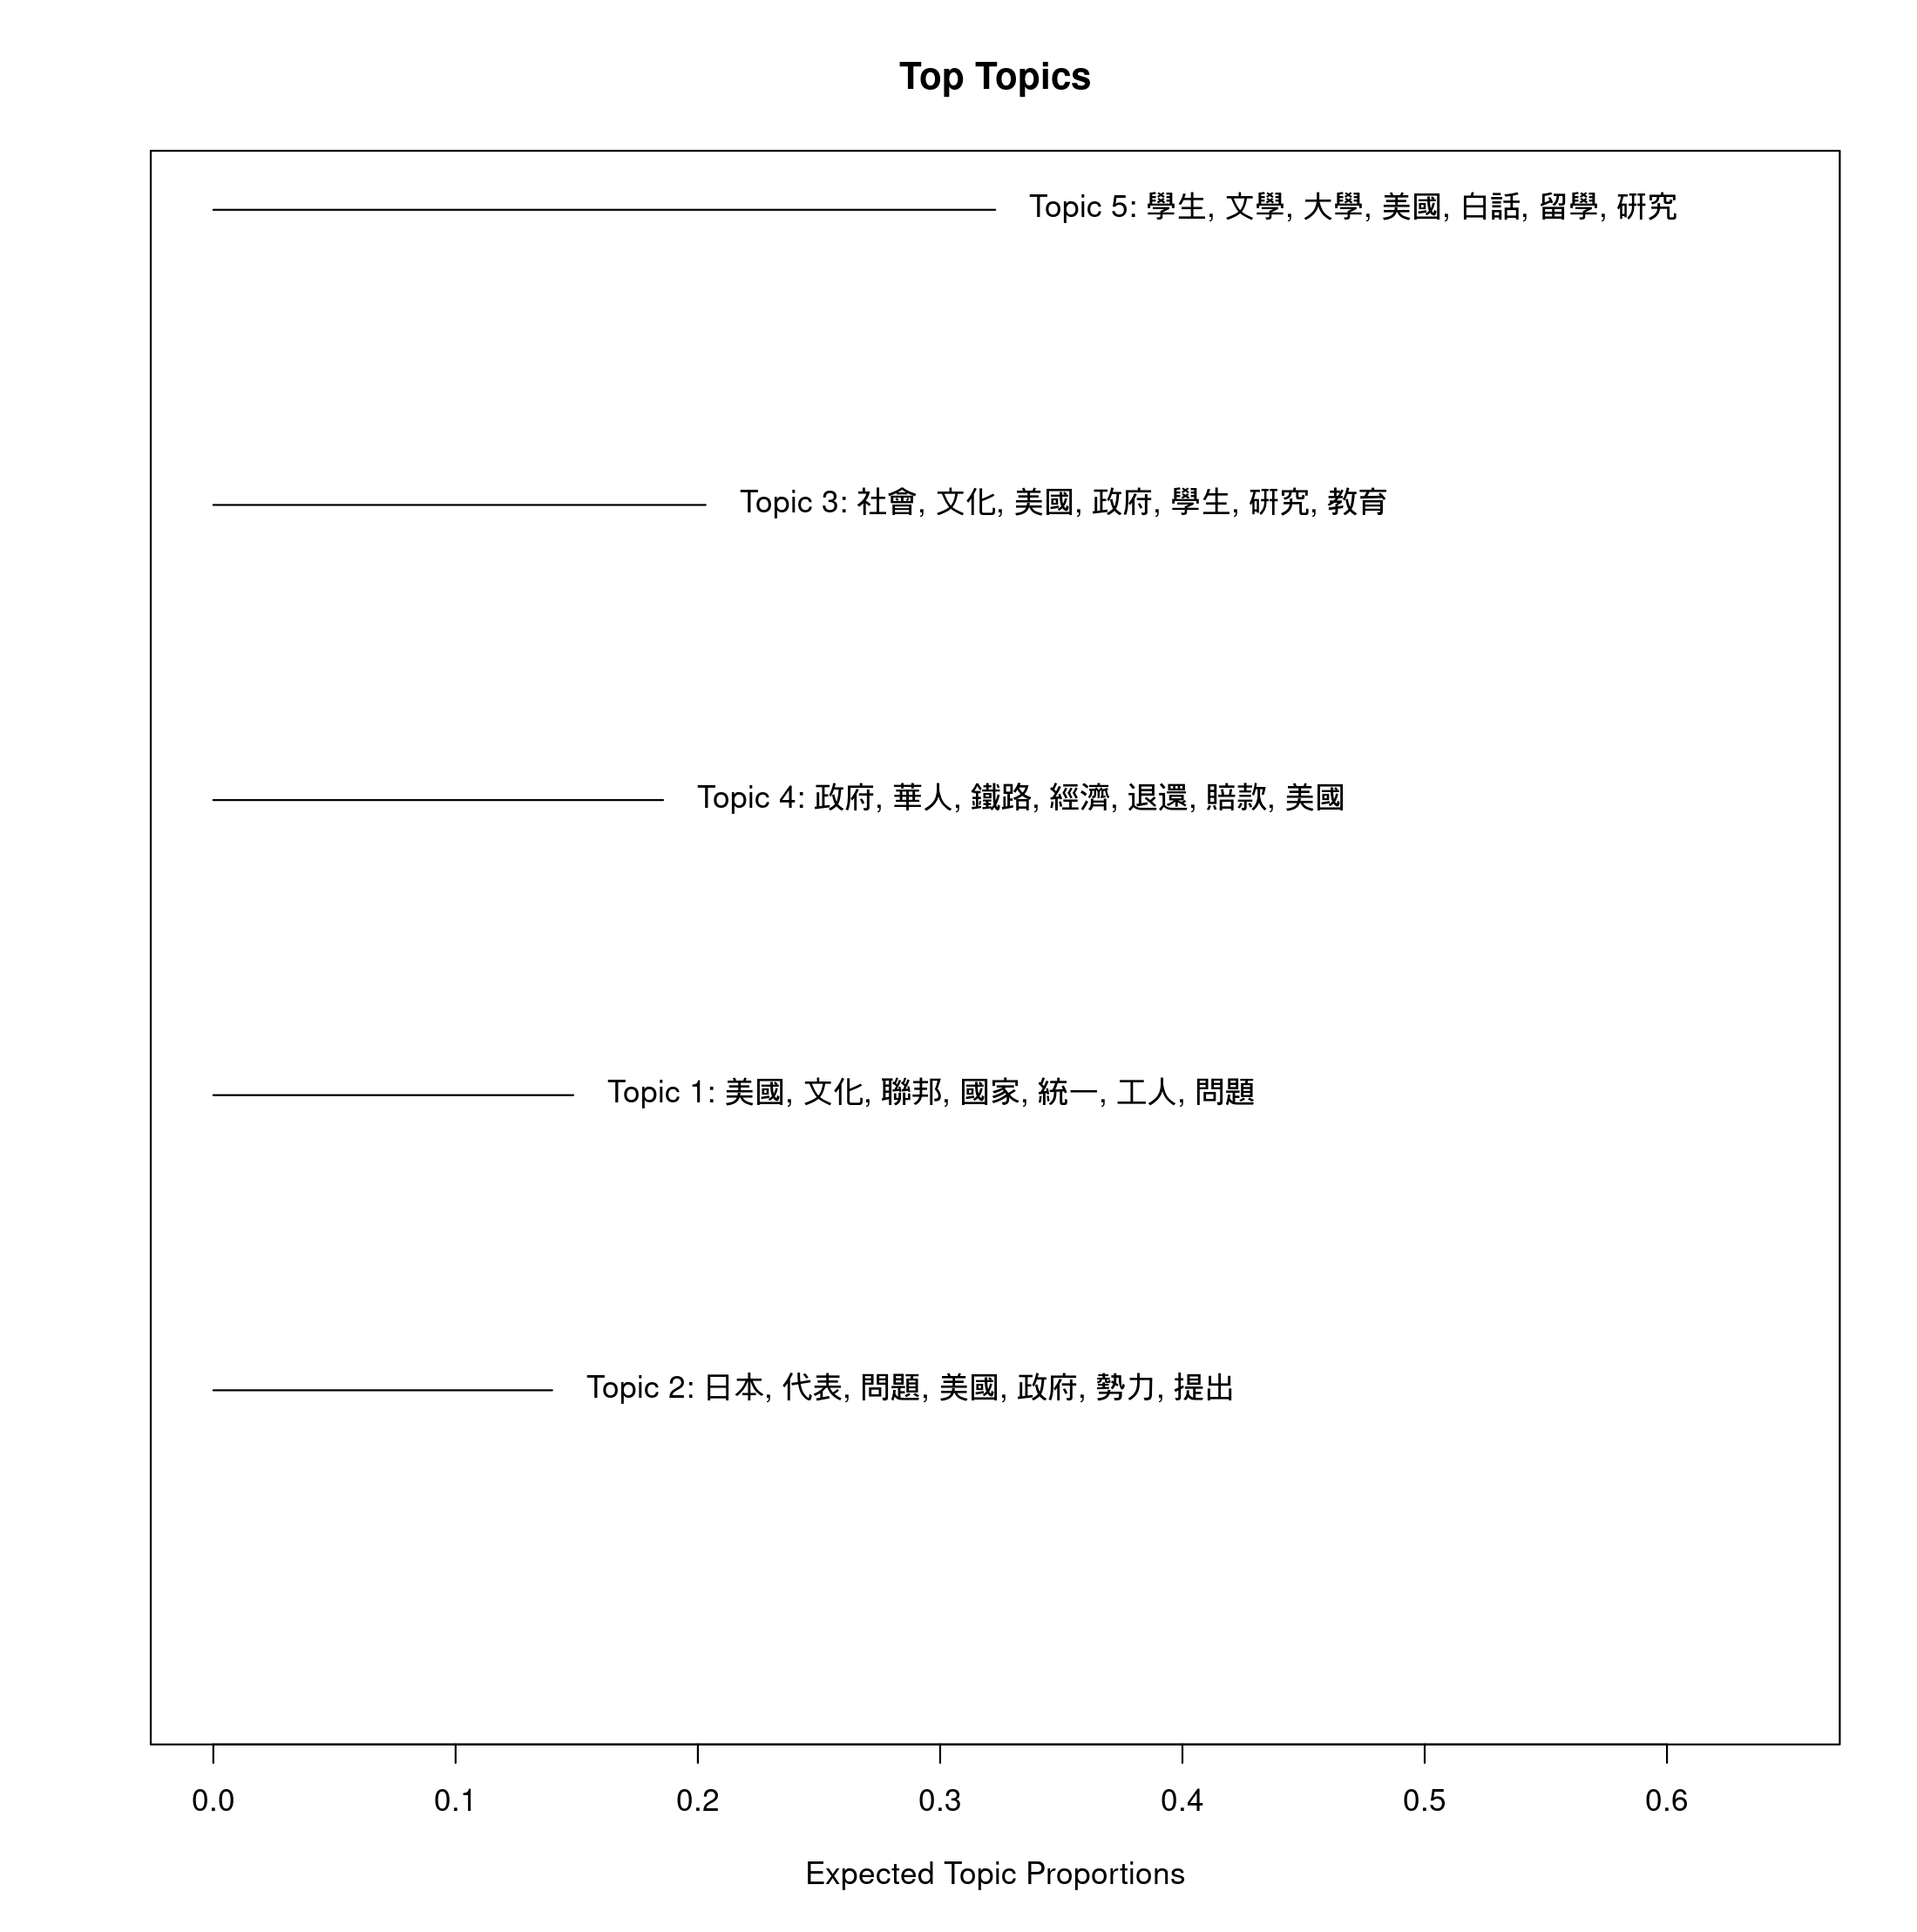 Top Topics
Topic 5: 學生, 文學, 大學, 美國, 白話, 留學, 研究
Topic 3: 社會, 文化, 美國, 政府, 學生, 研究, 教育
Topic 4: 政府, 華人, 鐵路, 經濟, 退還, 賠款, 美國
Topic 1: 美國, 文化, 聯邦, 國家, 統一, 工人, 問題
Topic 2: 日本, 代表, 問題, 美國, 政府, 勢力, 提出
0.0 0.1 0.2 0.3 0.4 0.5 0.6
Expected Topic Proportions